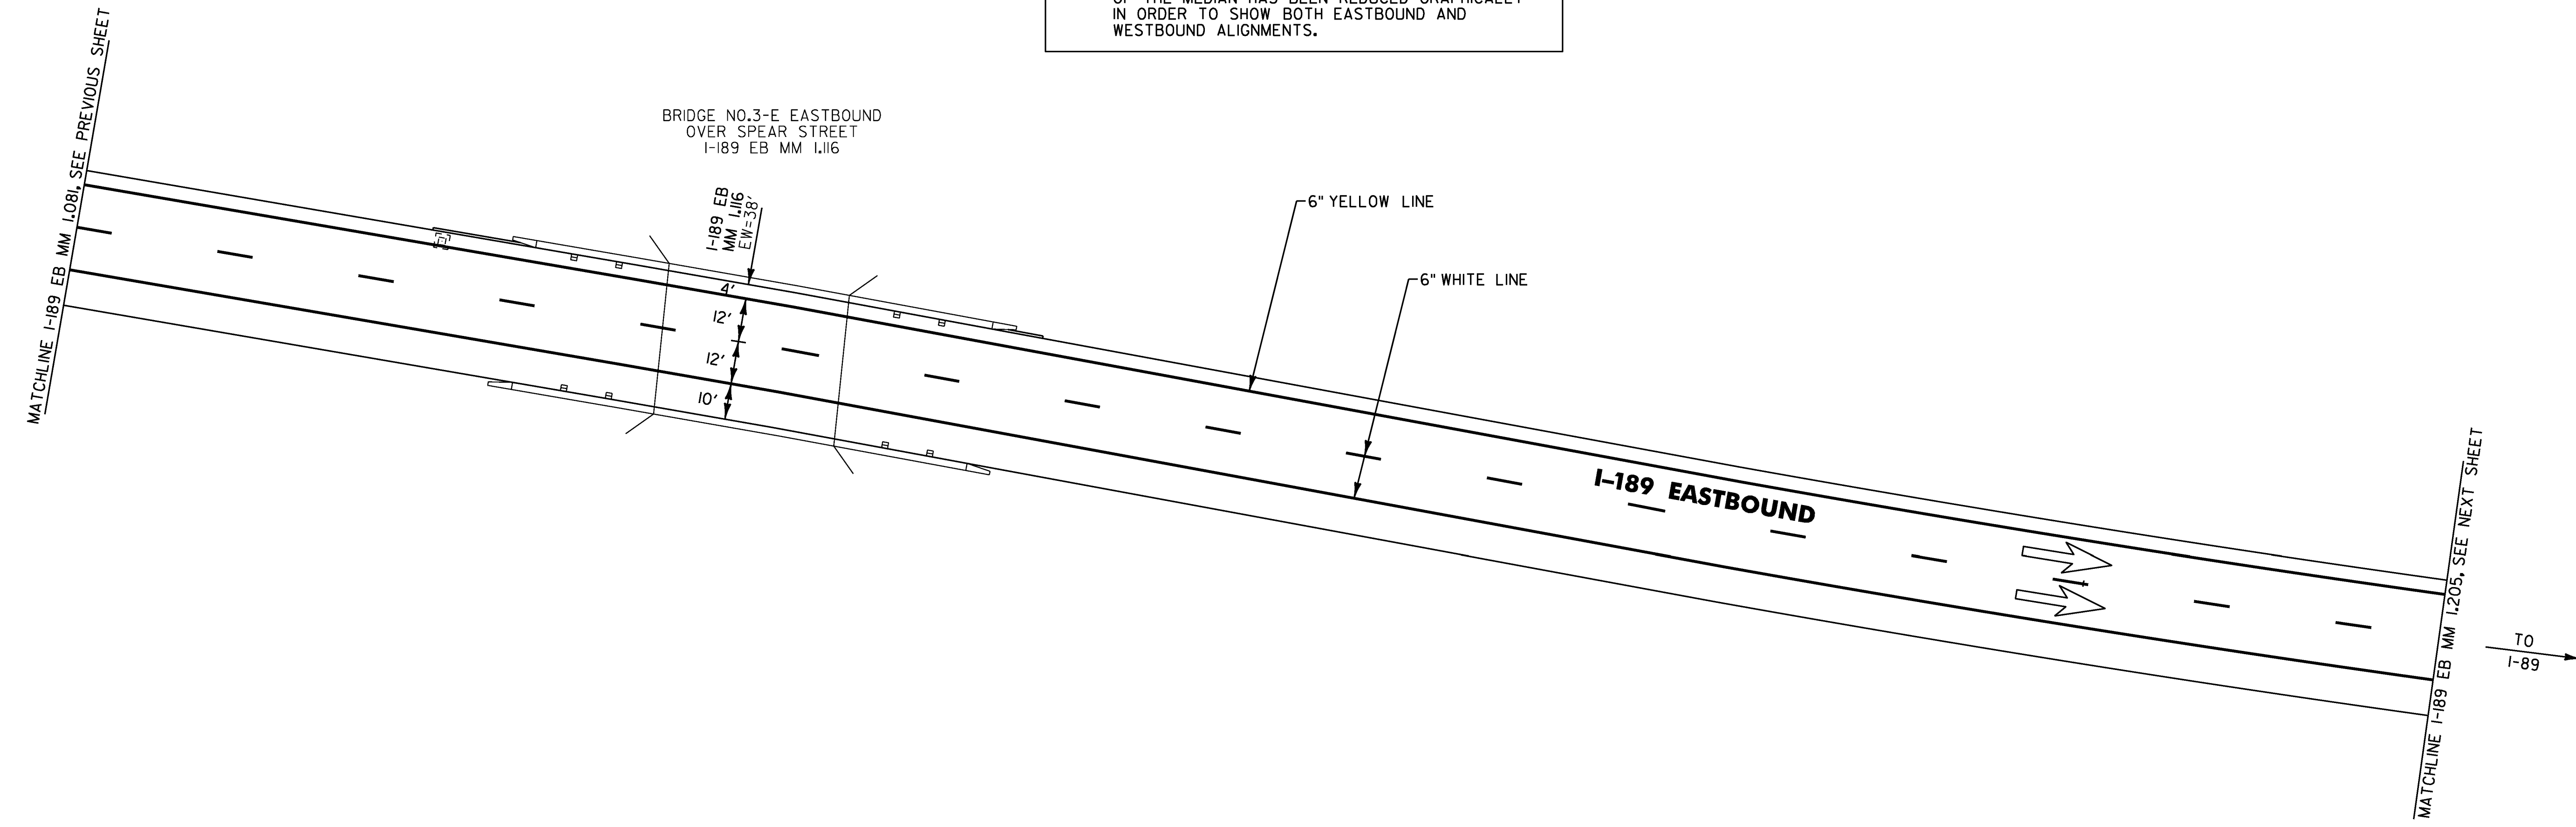 IN ORDER TO SHOW BOTH EASTBOUND AND
WESTBOUND ALIGNMENTS.
MATCHLINE I-189 EB MM 1.081, SEE PREVIOUS SHEET
BRIDGE NO.3-E EASTBOUND
OVER SPEAR STREET
I-189 EB MM 1.116
I-189 EB
MM 1.116
EW=38'
4'
12'
12'
10'
6" YELLOW LINE
6" WHITE LINE
I-189 EASTBOUND
MATCHLINE I-189 EB MM 1.205, SEE NEXT SHEET
TO
I-89